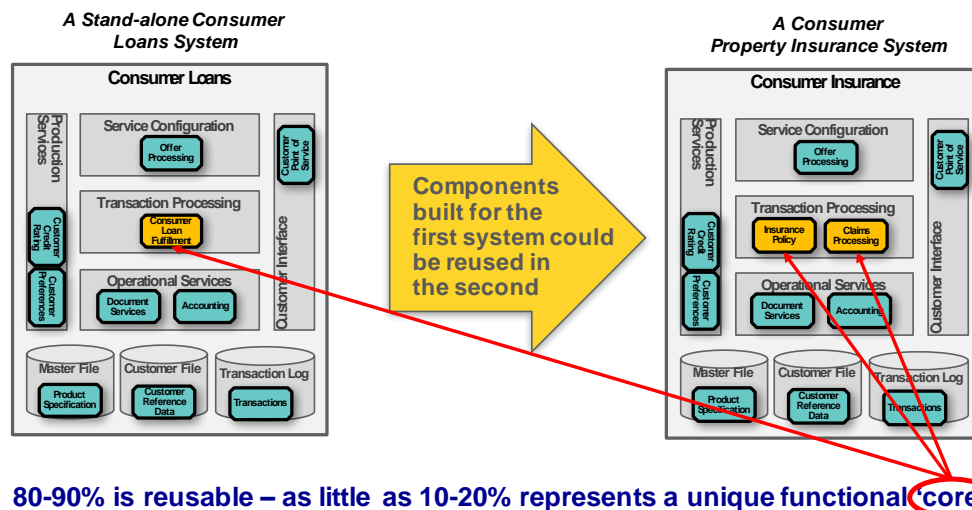 A Stand-alone Consumer
Loans System
Consumer Loans
Production
Services
Service Configuration
Offer
Processing
Customer
Point of
Service
Transaction Processing
Consumer
Loan
Fulfillment
Customer
Credit
Rating
Customer
Preferences
Customer Interface
Operational Services
Document
Services
Accounting
Master File
Customer File
Transaction Log
Product
Specification
Customer
Reference
Data
Transactions
Components
built for the
first system could
be reused in
the second
A Consumer
Property Insurance System
Consumer Insurance
Production
Services
Service Configuration
Offer
Processing
Customer
Point of
Service
Transaction Processing
Insurance
Policy
Claims
Processing
Customer
Credit
Rating
Customer
Preferences
Customer Interface
Operational Services
Document
Services
Accounting
Master File
Customer File
Transaction Log
Product
Specification
Customer
Reference
Data
Transactions
80-90% is reusable – as little as 10-20% represents a unique functional ‘core